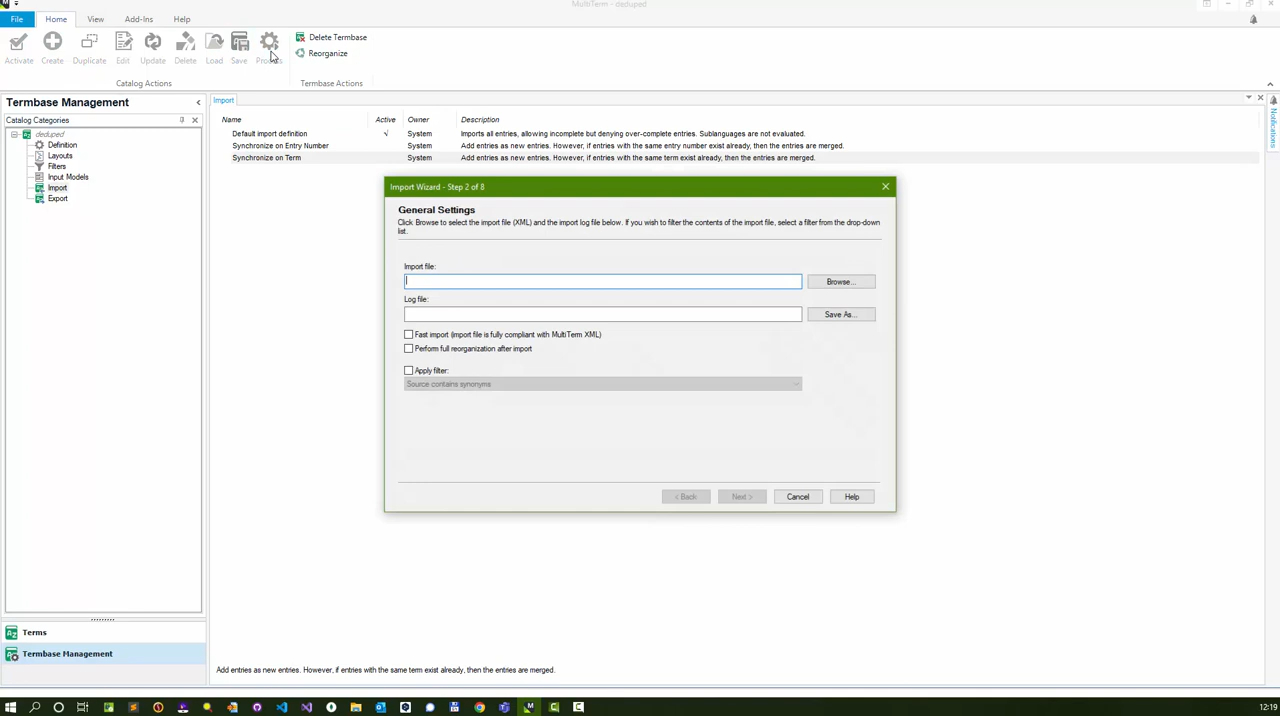 MultiTerm - deduped
File Home View Add-Ins Help
Activate Create Duplicate Edit Update Delete Load Save
Delete Termbase
Reorganize
Catalog Actions Termbase Actions
Termbase Management
Catalog Categories
deduped
Definition
Layouts
Filters
Input Models
Import
Export
Terms
Termbase Management
Import
Name Active Owner Description
Default import definition √ System Imports all entries, allowing incomplete but denying over-complete entries. Sublanguages are not evaluated.
Synchronize on Entry Number System Add entries as new entries. However, if entries with the same entry number exist already, then the entries are merged.
Synchronize on Term System Add entries as new entries. However, if entries with the same term exist already, then the entries are merged.
Import Wizard - Step 2 of 8
General Settings
Click Browse to select the import file (XML) and the import log file below. If you wish to filter the contents of the import file, select a filter from the drop-down
list.
Import file:
Browse...
Log file:
Save As...
Fast import (import file is fully compliant with MultiTerm XML)
Perform full reorganization after import
Apply filter:
Source contains synonyms
< Back Next > Cancel Help
Add entries as new entries. However, if entries with the same term exist already, then the entries are merged.
Notifications
12:19